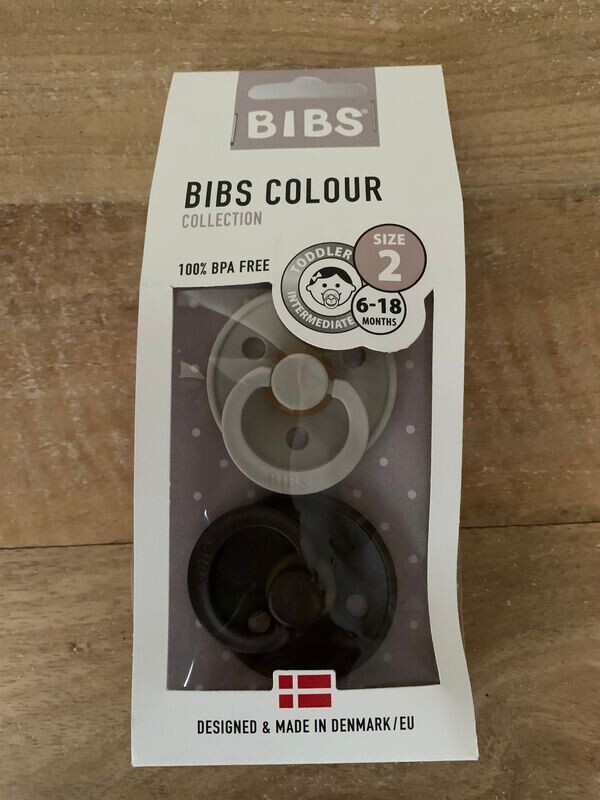 BIBS®
BIBS COLOUR
COLLECTION
100% BPA FREE
TODDLER
INTERMEDIATE
SIZE
2
6-18
MONTHS
BIBS
DESIGNED & MADE IN DENMARK/EU